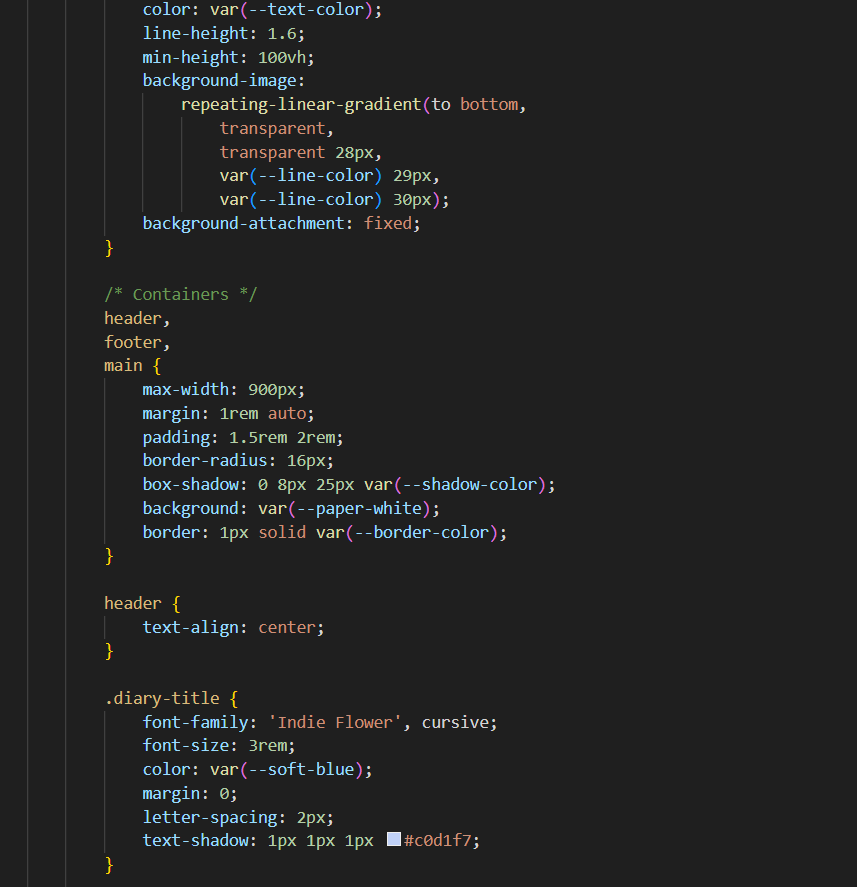 color: var(--text-color);
line-height: 1.6;
min-height: 100vh;
background-image:
repeating-linear-gradient(to bottom,
transparent,
transparent 28px,
var(--line-color) 29px,
var(--line-color) 30px);
background-attachment: fixed;
}
/* Containers */
header,
footer,
main {
max-width: 900px;
margin: 1rem auto;
padding: 1.5rem 2rem;
border-radius: 16px;
box-shadow: 0 8px 25px var(--shadow-color);
background: var(--paper-white);
border: 1px solid var(--border-color);
}
header {
text-align: center;
}
.diary-title {
font-family: 'Indie Flower', cursive;
font-size: 3rem;
color: var(--soft-blue);
margin: 0;
letter-spacing: 2px;
text-shadow: 1px 1px 1px #c0d1f7;
}